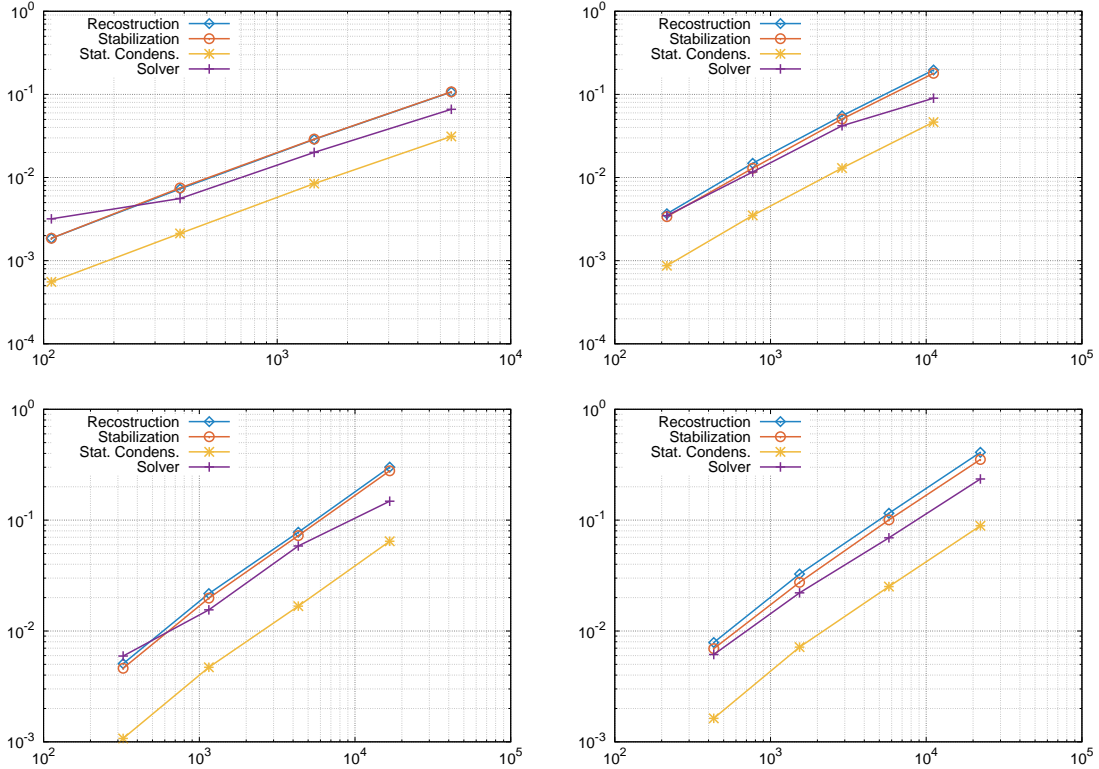 10^0
10^-1
10^-2
10^-3
10^-4
10^2
10^3
10^4
Recostruction
Stabilization
Stat. Condens.
Solver
10^0
10^-1
10^-2
10^-3
10^-4
10^2
10^3
10^4
10^5
Recostruction
Stabilization
Stat. Condens.
Solver
10^0
10^-1
10^-2
10^-3
10^2
10^3
10^4
10^5
Recostruction
Stabilization
Stat. Condens.
Solver
10^0
10^-1
10^-2
10^-3
10^2
10^3
10^4
10^5
Recostruction
Stabilization
Stat. Condens.
Solver